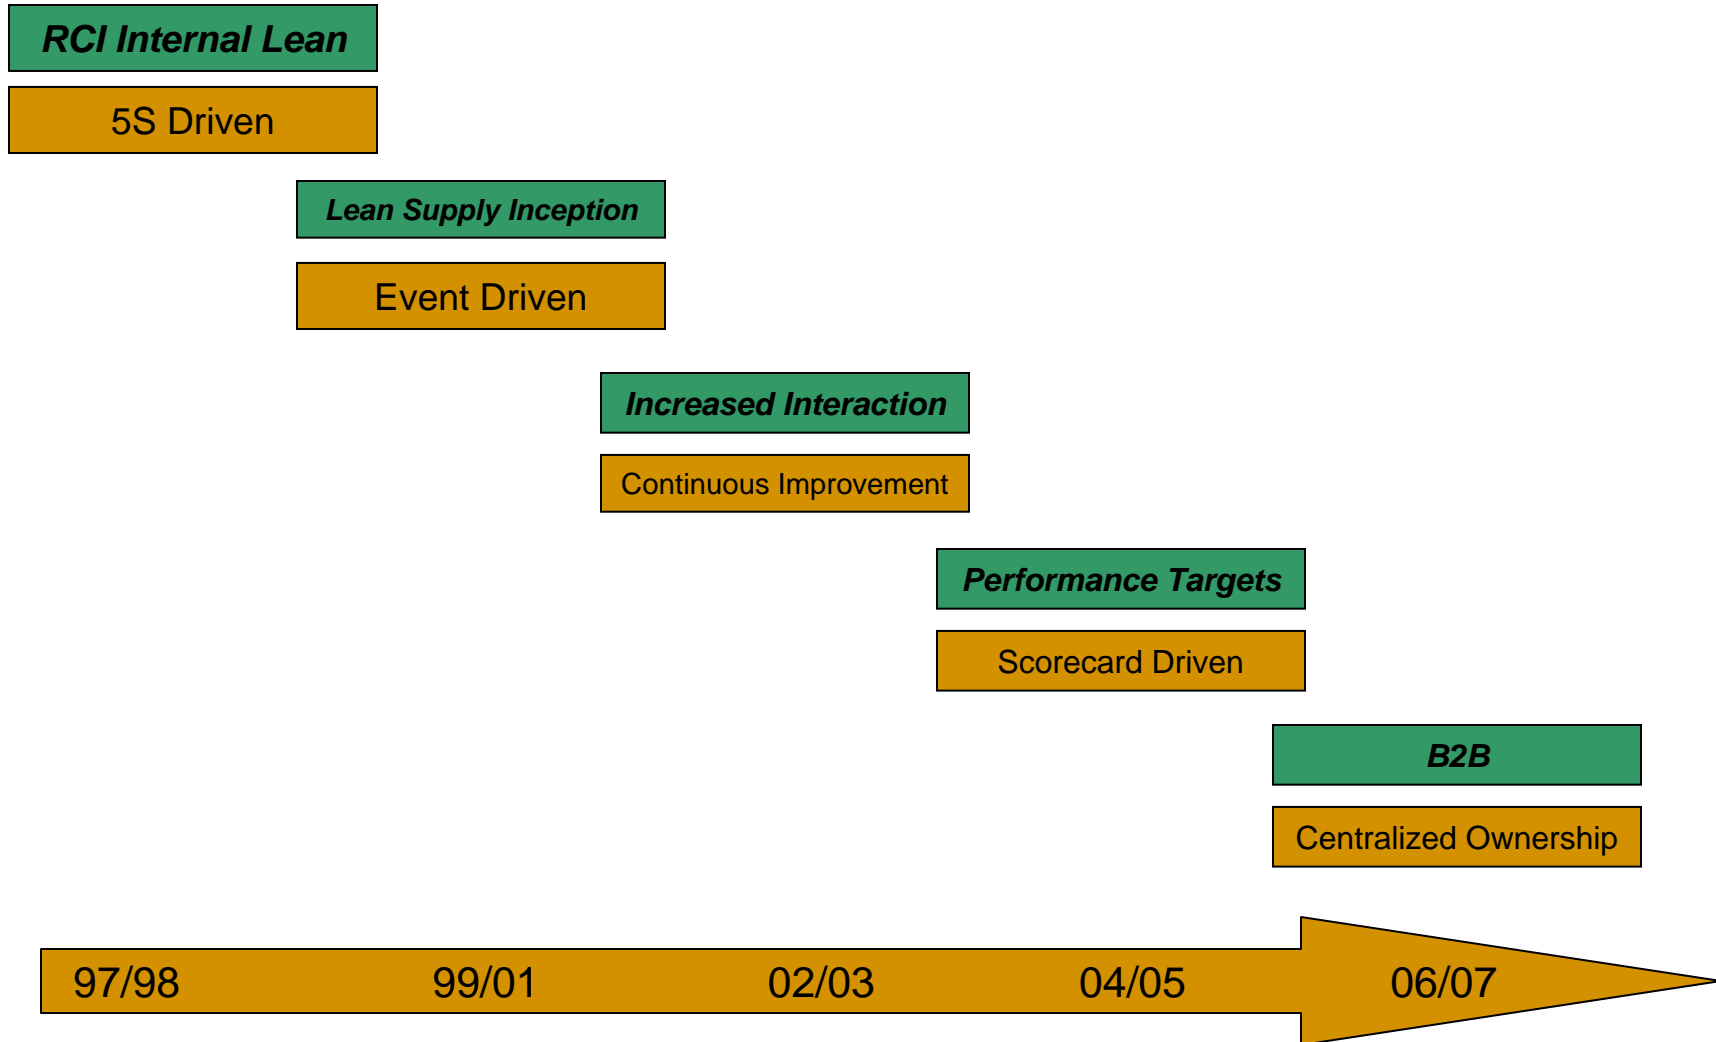 RCI Internal Lean
5S Driven
Lean Supply Inception
Event Driven
Increased Interaction
Continuous Improvement
Performance Targets
Scorecard Driven
B2B
Centralized Ownership
97/98 99/01 02/03 04/05 06/07